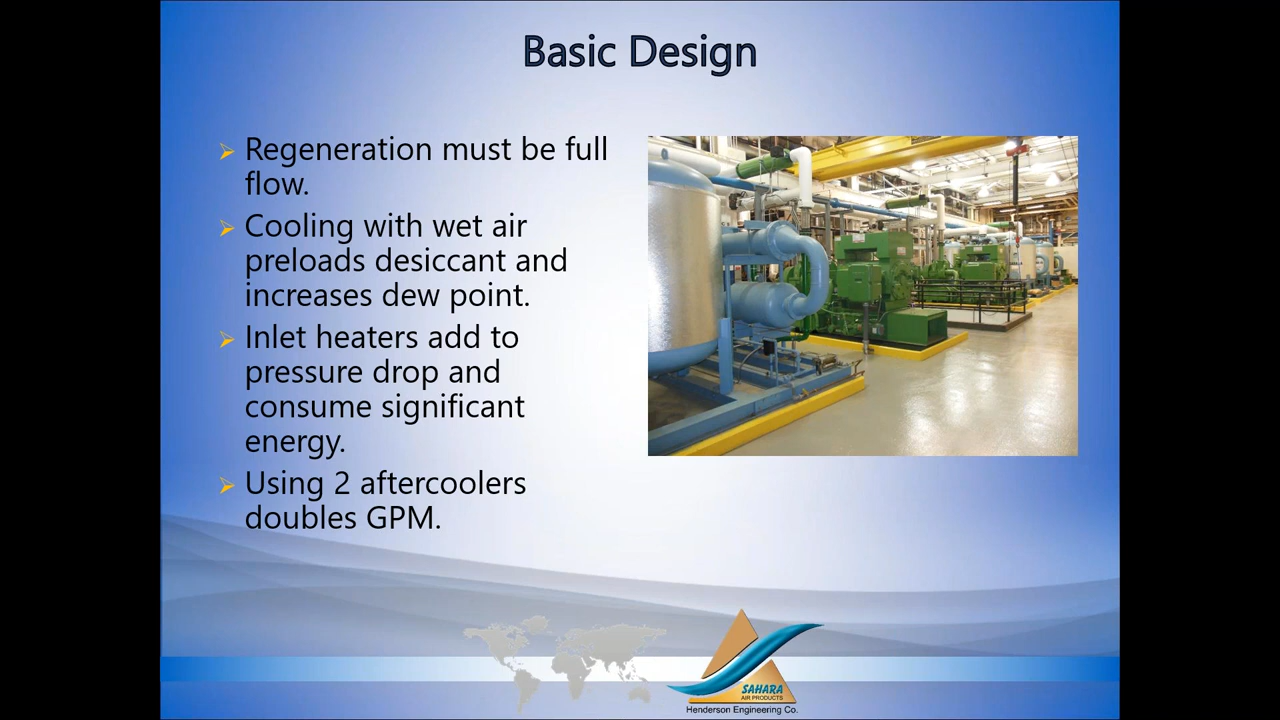 Basic Design
Regeneration must be full
flow.
Cooling with wet air
preloads desiccant and
increases dew point.
Inlet heaters add to
pressure drop and
consume significant
energy.
Using 2 aftercoolers
doubles GPM.
SAHARA
AIR PRODUCTS
Henderson Engineering Co.